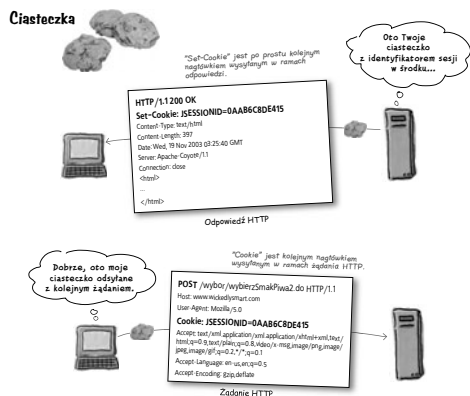 Ciasteczka
"Set-Cookie" jest po prostu kolejnym
nagłówkiem wysyłanym w ramach
odpowiedzi.
Oto Twoje
ciasteczko
z identyfikatorem sesji
w środku...
HTTP/1.1 200 OK
Set-Cookie: JSESSIONID=0AAB6C8DE415
Content-Type: text/html
Content-Length: 397
Date: Wed, 19 Nov 2003 03:25:40 GMT
Server: Apache-Coyote/1.1
Connection: close
<html>
...
</html>
Odpowiedź HTTP
Dobrze, oto moje
ciasteczko odsyłane
z kolejnym żądaniem.
"Cookie" jest kolejnym nagłówkiem
wysyłanym w ramach żądania HTTP.
POST /wybor/wybierzSmakPiwa2.do HTTP/1.1
Host: www.wickedlysmart.com
User-Agent: Mozilla/5.0
Cookie: JSESSIONID=0AAB6C8DE415
Accept: text/xml,application/xml,application/xhtml+xml,text/
html;q=0.9,text/plain;q=0.8,video/x-msg,image/png,image/
jpeg,image/gif;q=0.2,*/*;q=0.1
Accept-Language: en-us,en;q=0.5
Accept-Encoding: gzip,deflate
Żądanie HTTP